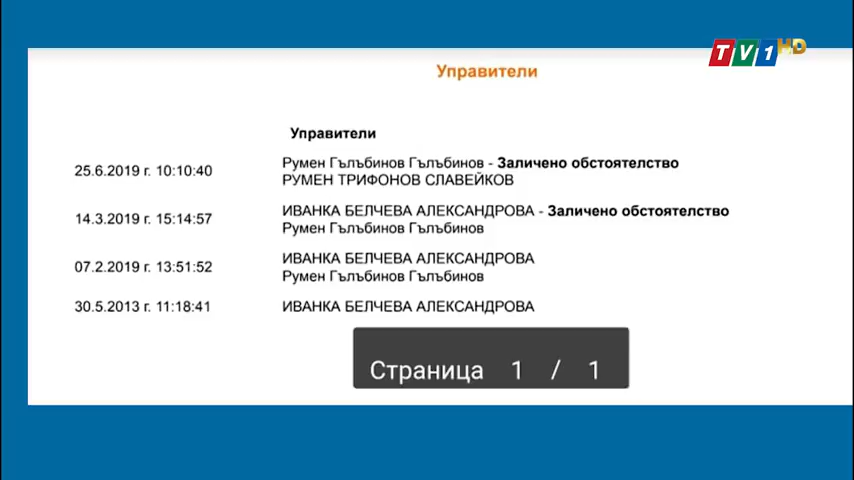 TV1 HD
Управители
Управители
25.6.2019 г. 10:10:40
Румен Гълъбинов Гълъбинов - Заличено обстоятелство
РУМЕН ТРИФОНОВ СЛАВЕЙКОВ
14.3.2019 г. 15:14:57
ИВАНКА БЕЛЧЕВА АЛЕКСАНДРОВА - Заличено обстоятелство
Румен Гълъбинов Гълъбинов
07.2.2019 г. 13:51:52
ИВАНКА БЕЛЧЕВА АЛЕКСАНДРОВА
Румен Гълъбинов Гълъбинов
30.5.2013 г. 11:18:41
ИВАНКА БЕЛЧЕВА АЛЕКСАНДРОВА
Страница 1 / 1